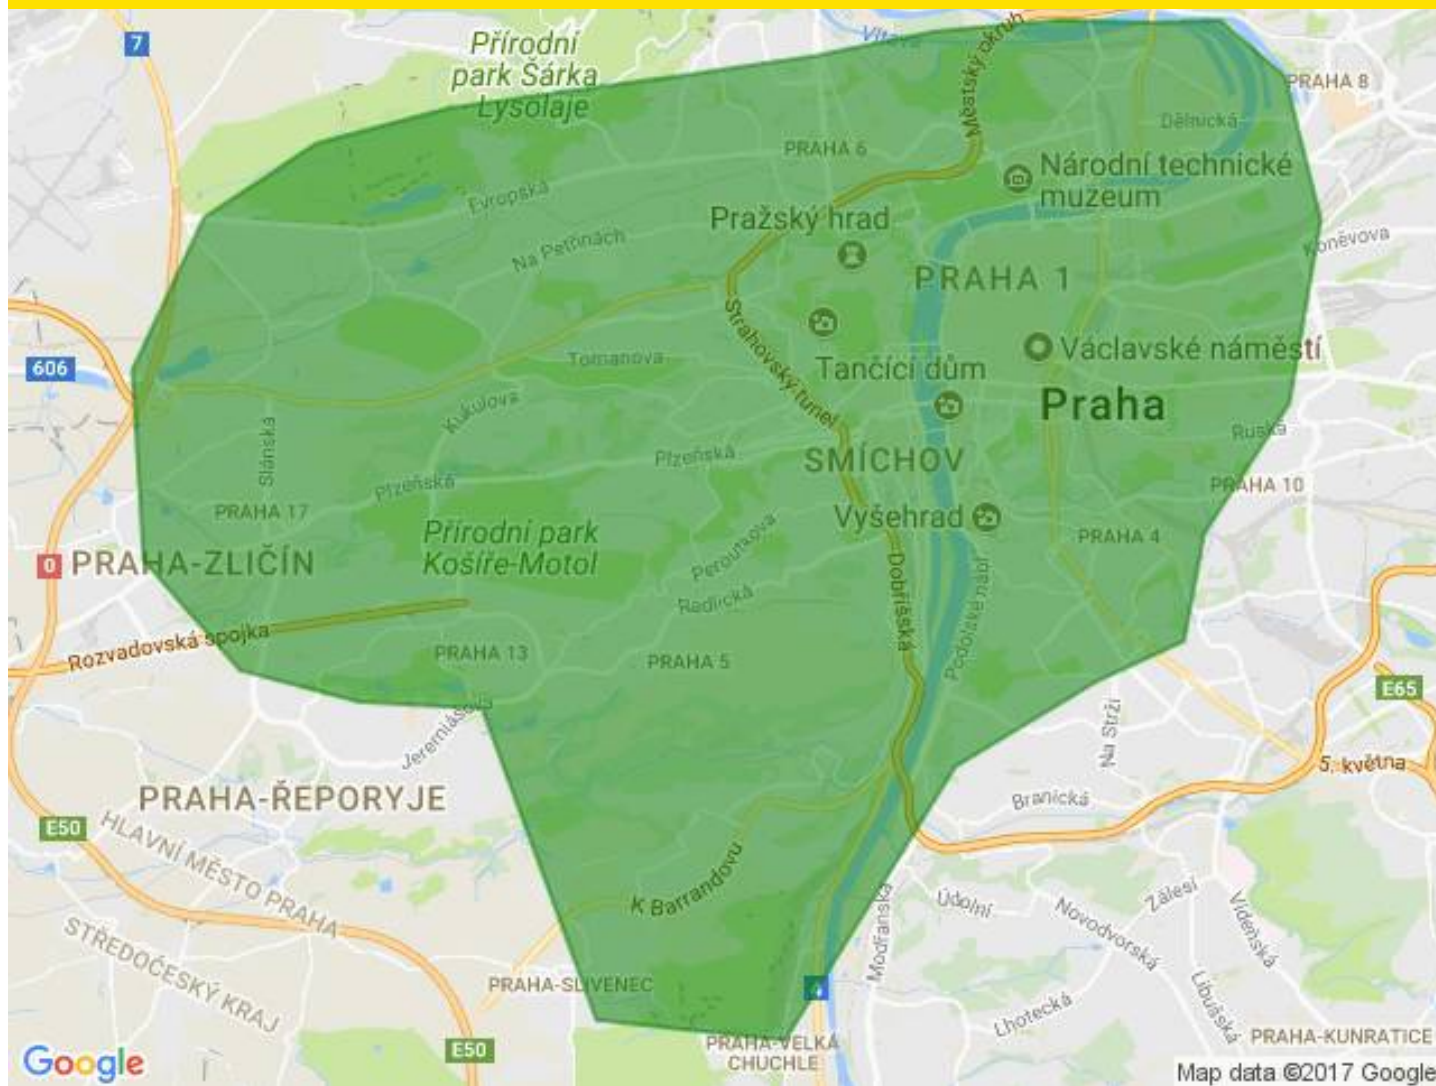 7
Přírodní
park Šárka
Lysolaje
Vltava
Městský okruh
PRAHA 8
Dělnická
PRAHA 6
Národní technické
muzeum
Evropská
Pražský hrad
Na Petřinách
Koněvova
PRAHA 1
Strahovský tunel
Václavské náměstí
606
Tomanova
Tančící dům
Praha
Kukulova
Slánská
Ruská
Plzeňská
SMÍCHOV
Plzeňská
PRAHA 10
PRAHA 17
Vyšehrad
Přírodní park
Košíře-Motol
Peroutkova
PRAHA 4
0
PRAHA-ZLIČÍN
Dobříšská
Podolské nábř
Radlická
Rozvadovská spojka
PRAHA 13
PRAHA 5
E65
Jeremiášova
Na Strži
5. května
PRAHA-ŘEPORYJE
Branická
E50
HLAVNÍ MĚSTO PRAHA
STŘEDOČESKÝ KRAJ
K Barrandovu
Modřanská
Údolní
Zálesí
Novodvorská
Vídeňská
PRAHA-SLIVENEC
4
Libušská
Lhotecká
E50
PRAHA-VELKÁ
CHUCHLE
PRAHA-KUNRATICE
Google
Map data ©2017 Google